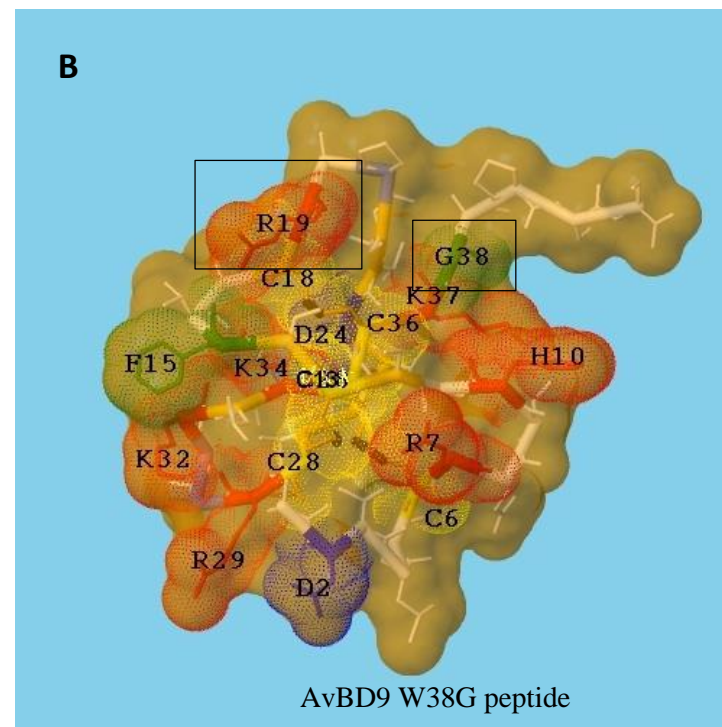 B
R19
C18
G38
K37
D24
C36
F15
K34
H10
R7
K32
C28
C6
R29
D2
AvBD9 W38G peptide